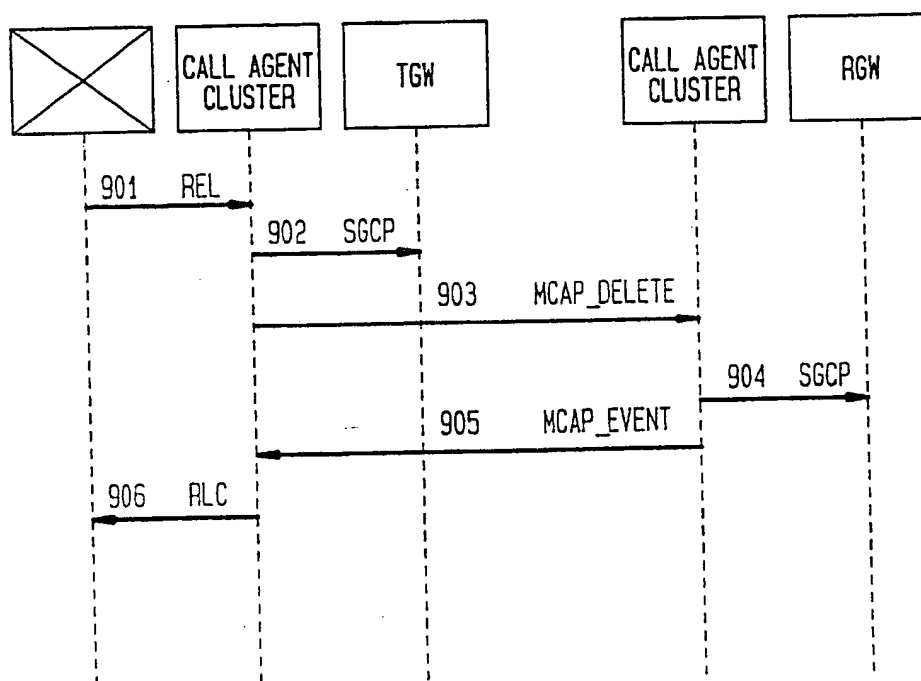 CALL AGENT
CLUSTER
TGW
CALL AGENT
CLUSTER
RGW
901 REL
902 SGCP
903 MCAP_DELETE
904 SGCP
905 MCAP_EVENT
906 RLC